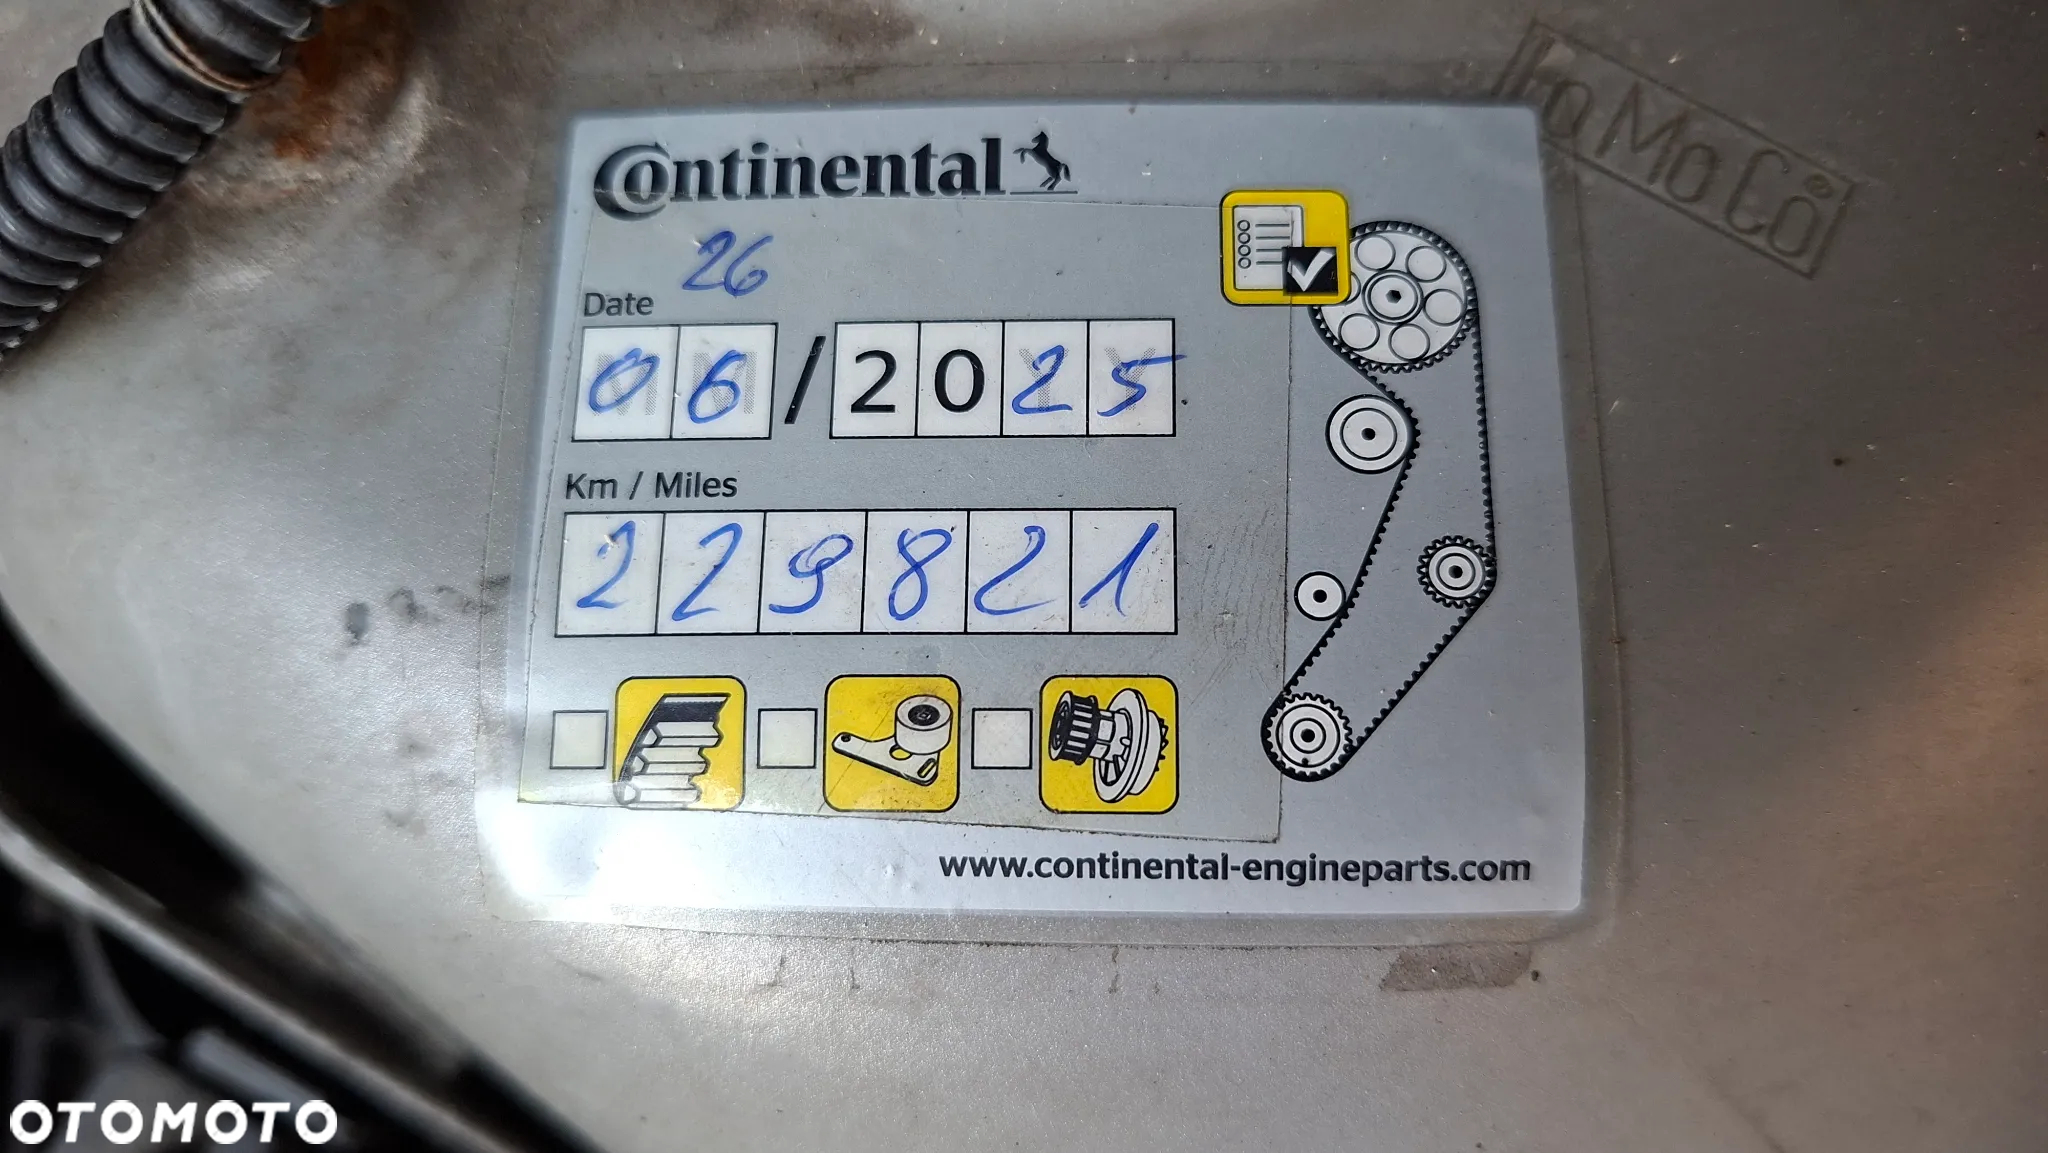 FoMoCo
Continental
26
Date
06/2025
Km / Miles
229821
www.continental-engineparts.com
OTOMOTO